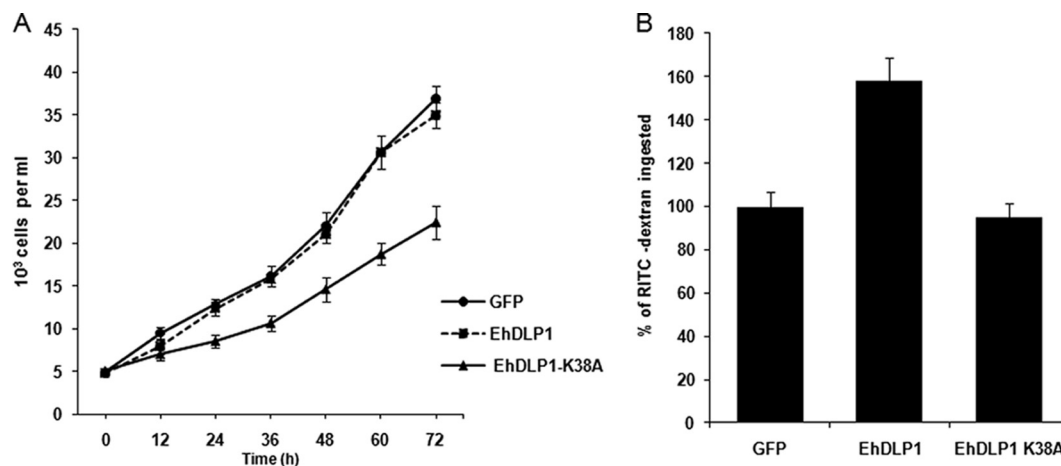 A
10³ cells per ml
45
40
35
30
25
20
15
10
5
0
0 12 24 36 48 60 72
Time (h)
GFP
EhDLP1
EhDLP1-K38A
B
% of RITC -dextran ingested
180
160
140
120
100
80
60
40
20
0
GFP EhDLP1 EhDLP1 K38A